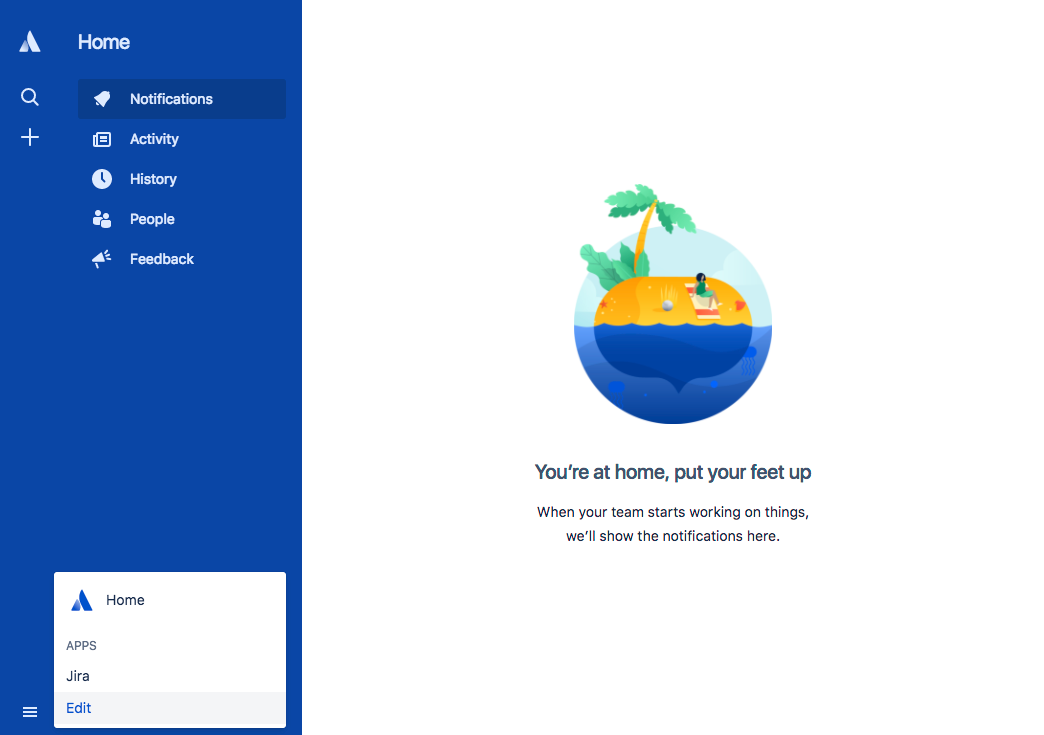 Home
Notifications
Activity
History
People
Feedback
You’re at home, put your feet up
When your team starts working on things,
we’ll show the notifications here.
Home
APPS
Jira
Edit